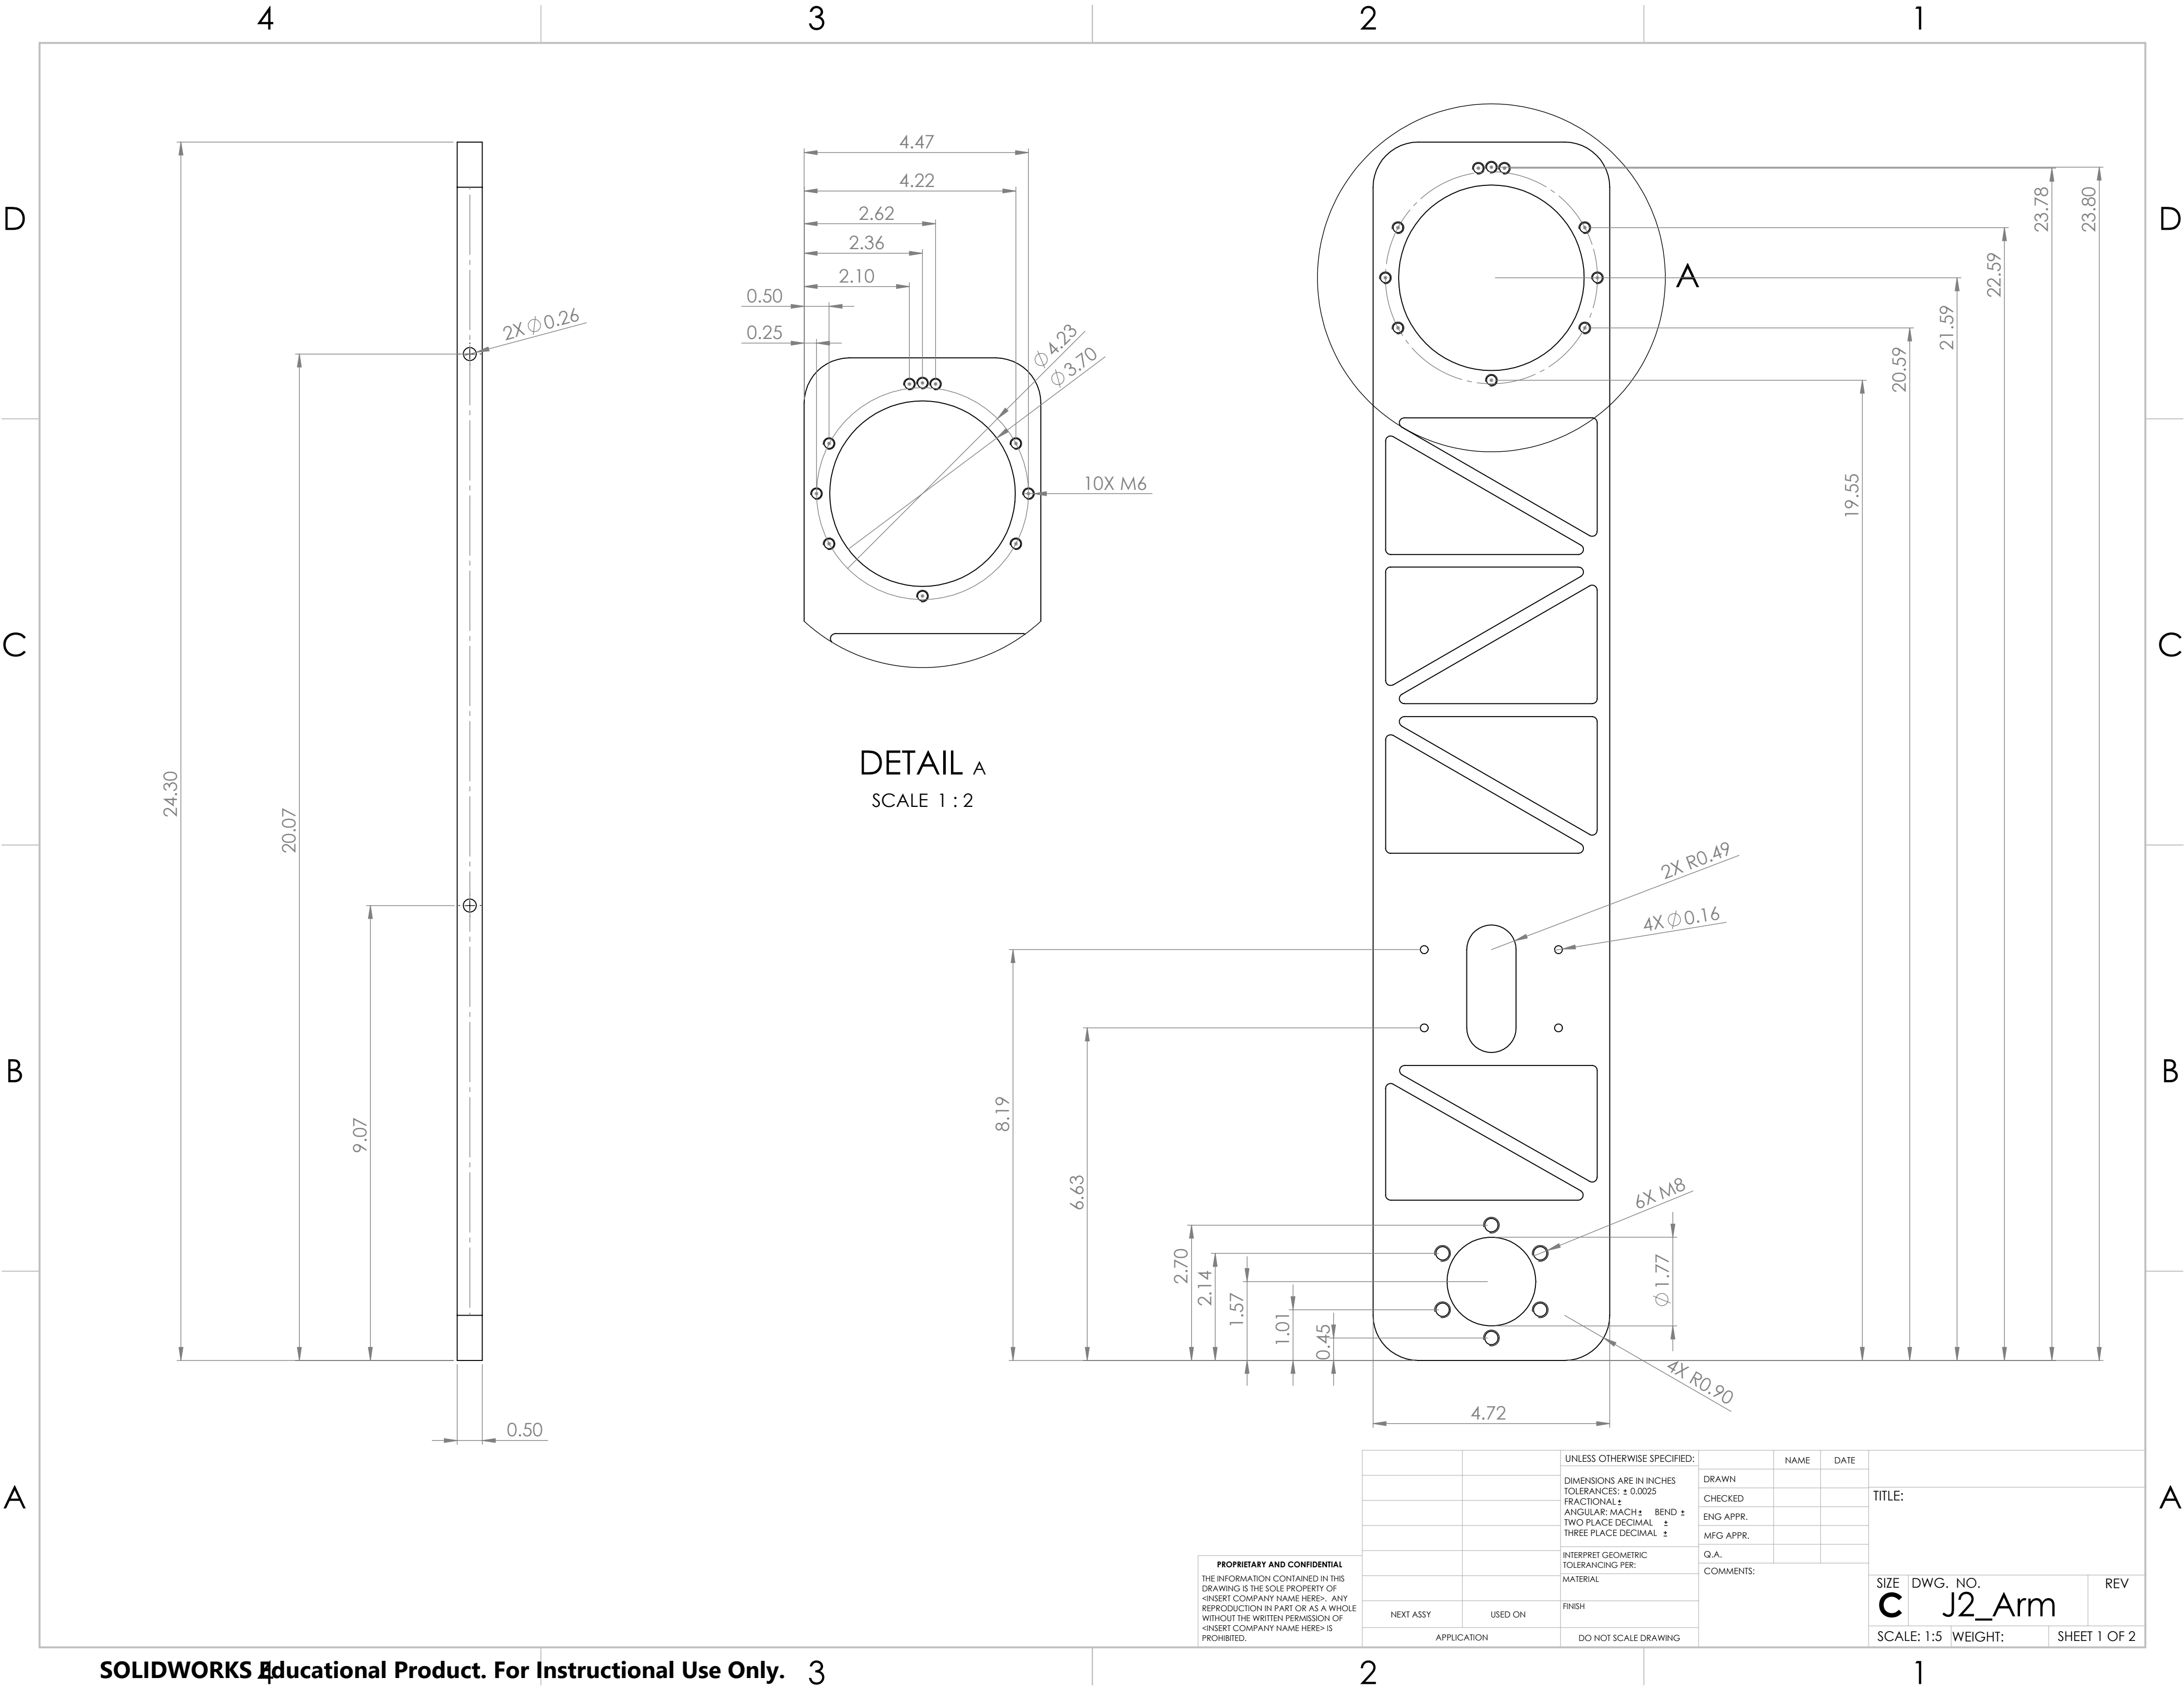 4 3 2 1
D D
C C
B B
A A
24.30
20.07
9.07
2X Ø0.26
0.50
4.47
4.22
2.62
2.36
2.10
0.50
0.25
Ø4.23
Ø3.70
10X M6
DETAIL A
SCALE 1 : 2
A
23.80
23.78
22.59
21.59
20.59
19.55
2X R0.49
4X Ø0.16
8.19
6.63
6X M8
2.70
2.14
1.57
1.01
0.45
Ø1.77
4X R0.90
4.72
PROPRIETARY AND CONFIDENTIAL
THE INFORMATION CONTAINED IN THIS
DRAWING IS THE SOLE PROPERTY OF
<INSERT COMPANY NAME HERE>. ANY
REPRODUCTION IN PART OR AS A WHOLE
WITHOUT THE WRITTEN PERMISSION OF
<INSERT COMPANY NAME HERE> IS
PROHIBITED.
NEXT ASSY USED ON
APPLICATION
UNLESS OTHERWISE SPECIFIED:
DIMENSIONS ARE IN INCHES
TOLERANCES: ± 0.0025
FRACTIONAL ±
ANGULAR: MACH ± BEND ±
TWO PLACE DECIMAL ±
THREE PLACE DECIMAL ±
INTERPRET GEOMETRIC
TOLERANCING PER:
MATERIAL
FINISH
DO NOT SCALE DRAWING
NAME DATE
DRAWN
CHECKED
ENG APPR.
MFG APPR.
Q.A.
COMMENTS:
TITLE:
SIZE DWG. NO. REV
C J2_Arm
SCALE: 1:5 WEIGHT: SHEET 1 OF 2
SOLIDWORKS Educational Product. For Instructional Use Only.
4 3 2 1